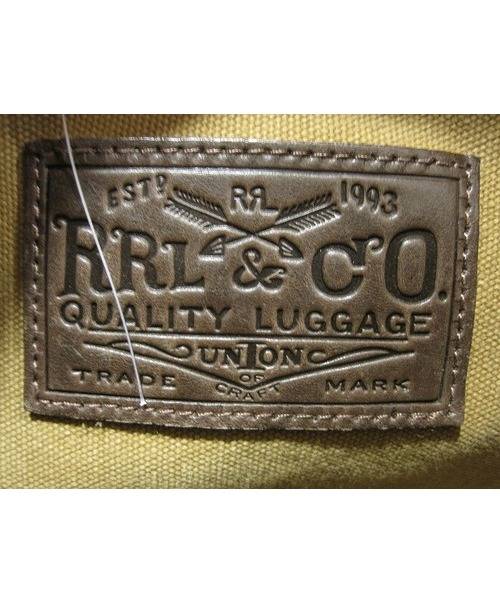 ESTD RRL 1993
RRL & CO.
QUALITY LUGGAGE
UNION
OF
TRADE CRAFT MARK